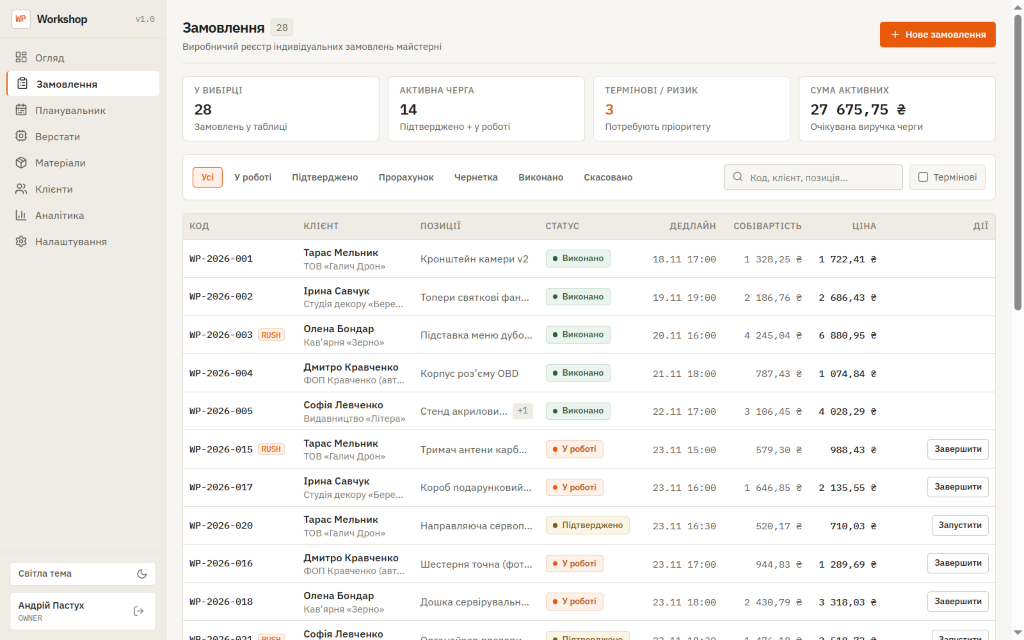 WP Workshop v1.0
Огляд
Замовлення
Планувальник
Верстати
Матеріали
Клієнти
Аналітика
Налаштування
Світла тема
Андрій Пастух
OWNER
Замовлення 28
Виробничий реєстр індивідуальних замовлень майстерні
+ Нове замовлення
У ВИБІРЦІ
28
Замовлень у таблиці
АКТИВНА ЧЕРГА
14
Підтверджено + у роботі
ТЕРМІНОВІ / РИЗИК
3
Потребують пріоритету
СУМА АКТИВНИХ
27 675,75 ₴
Очікувана виручка черги
Усі У роботі Підтверджено Прорахунок Чернетка Виконано Скасовано Код, клієнт, позиція... Термінові
КОД КЛІЄНТ ПОЗИЦІЇ СТАТУС ДЕДЛАЙН СОБІВАРТІСТЬ ЦІНА ДІЇ
WP-2026-001 Тарас Мельник Кронштейн камери v2 Виконано 18.11 17:00 1 328,25 ₴ 1 722,41 ₴
ТОВ «Галич Дрон»
WP-2026-002 Ірина Савчук Топери святкові фан... Виконано 19.11 19:00 2 186,76 ₴ 2 686,43 ₴
Студія декору «Бере...
WP-2026-003 RUSH Олена Бондар Підставка меню дубо... Виконано 20.11 16:00 4 245,04 ₴ 6 880,95 ₴
Кав’ярня «Зерно»
WP-2026-004 Дмитро Кравченко Корпус роз’єму OBD Виконано 21.11 18:00 787,43 ₴ 1 074,84 ₴
ФОП Кравченко (авт...
WP-2026-005 Софія Левченко Стенд акрилови... +1 Виконано 22.11 17:00 3 106,45 ₴ 4 028,29 ₴
Видавництво «Літера»
WP-2026-015 RUSH Тарас Мельник Тримач антени карб... У роботі 23.11 15:00 579,30 ₴ 988,43 ₴ Завершити
ТОВ «Галич Дрон»
WP-2026-017 Ірина Савчук Короб подарунковий... У роботі 23.11 16:00 1 646,85 ₴ 2 135,55 ₴ Завершити
Студія декору «Бере...
WP-2026-020 Тарас Мельник Направляюча сервоп... Підтверджено 23.11 16:30 520,17 ₴ 710,03 ₴ Запустити
ТОВ «Галич Дрон»
WP-2026-016 Дмитро Кравченко Шестерня точна (фот... У роботі 23.11 17:00 944,83 ₴ 1 289,69 ₴ Завершити
ФОП Кравченко (авт...
WP-2026-018 Олена Бондар Дошка сервірувальн... У роботі 23.11 18:00 2 430,79 ₴ 3 318,03 ₴ Завершити
Кав’ярня «Зерно»
WP-2026-021 RUSH Софія Левченко Підтверджено Запустити